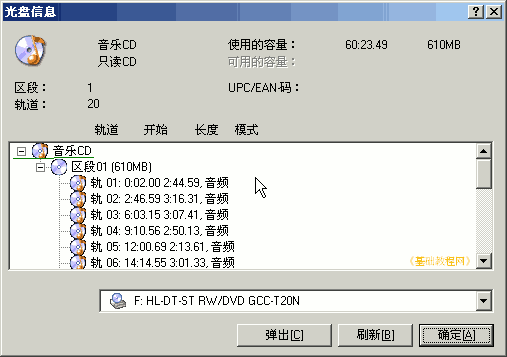 光盘信息
音乐CD 使用的容量： 60:23.49 610MB
只读CD 可用的容量：
区段： 1 UPC/EAN-码：
轨道： 20
轨道 开始 长度 模式
音乐CD
区段01 (610MB)
轨 01: 0:02.00 2:44.59, 音频
轨 02: 2:46.59 3:16.31, 音频
轨 03: 6:03.15 3:07.41, 音频
轨 04: 9:10.56 2:50.13, 音频
轨 05: 12:00.69 2:13.61, 音频
轨 06: 14:14.55 3:01.33, 音频
《基础教程网》
F: HL-DT-ST RW/DVD GCC-T20N
弹出[C] 刷新[B] 确定[A]